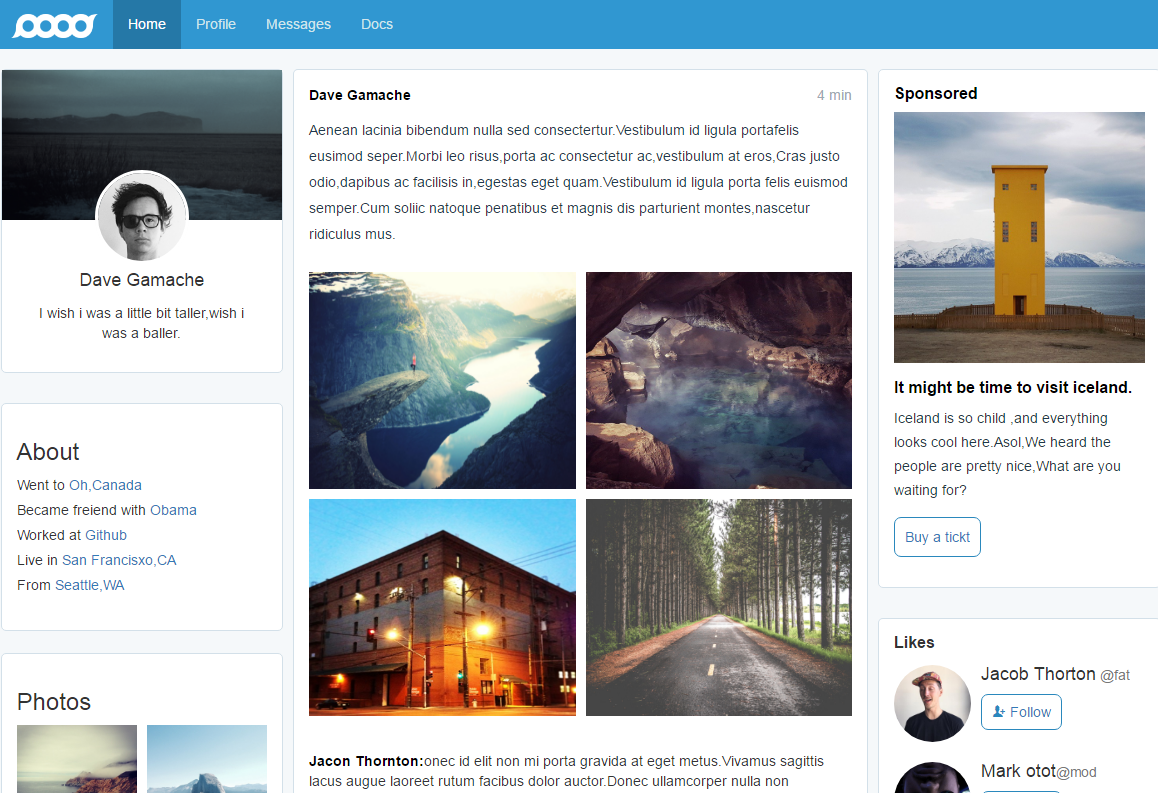 Home Profile Messages Docs
Dave Gamache
I wish i was a little bit taller,wish i
was a baller.
About
Went to Oh,Canada
Became freiend with Obama
Worked at Github
Live in San Francisxo,CA
From Seattle,WA
Photos
Dave Gamache 4 min
Aenean lacinia bibendum nulla sed consectertur.Vestibulum id ligula portafelis
eusimod seper.Morbi leo risus,porta ac consectetur ac,vestibulum at eros,Cras justo
odio,dapibus ac facilisis in,egestas eget quam.Vestibulum id ligula porta felis euismod
semper.Cum soliic natoque penatibus et magnis dis parturient montes,nascetur
ridiculus mus.
Jacon Thornton:onec id elit non mi porta gravida at eget metus.Vivamus sagittis
lacus augue laoreet rutum facibus dolor auctor.Donec ullamcorper nulla non
Sponsored
It might be time to visit iceland.
Iceland is so child ,and everything
looks cool here.Asol,We heard the
people are pretty nice,What are you
waiting for?
Buy a tickt
Likes
Jacob Thorton @fat
Follow
Mark otot@mod